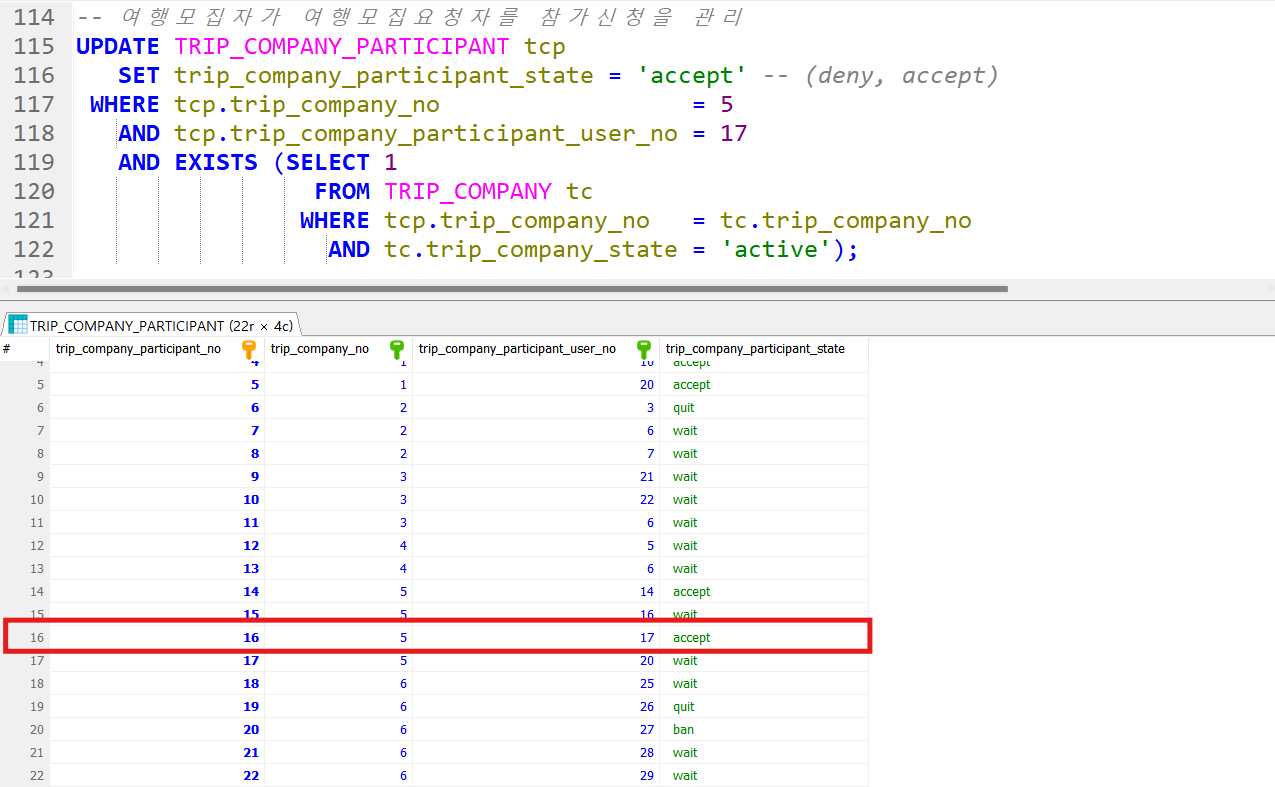 114 -- 여행모집자가 여행모집요청자를 참가신청을 관리
115 UPDATE TRIP_COMPANY_PARTICIPANT tcp
116 SET trip_company_participant_state = 'accept' -- (deny, accept)
117 WHERE tcp.trip_company_no = 5
118 AND tcp.trip_company_participant_user_no = 17
119 AND EXISTS (SELECT 1
120 FROM TRIP_COMPANY tc
121 WHERE tcp.trip_company_no = tc.trip_company_no
122 AND tc.trip_company_state = 'active');
123
TRIP_COMPANY_PARTICIPANT (22r × 4c)
# trip_company_participant_no trip_company_no trip_company_participant_user_no trip_company_participant_state
4 4 1 10 accept
5 5 1 20 accept
6 6 2 3 quit
7 7 2 6 wait
8 8 2 7 wait
9 9 3 21 wait
10 10 3 22 wait
11 11 3 6 wait
12 12 4 5 wait
13 13 4 6 wait
14 14 5 14 accept
15 15 5 16 wait
16 16 5 17 accept
17 17 5 20 wait
18 18 6 25 wait
19 19 6 26 quit
20 20 6 27 ban
21 21 6 28 wait
22 22 6 29 wait